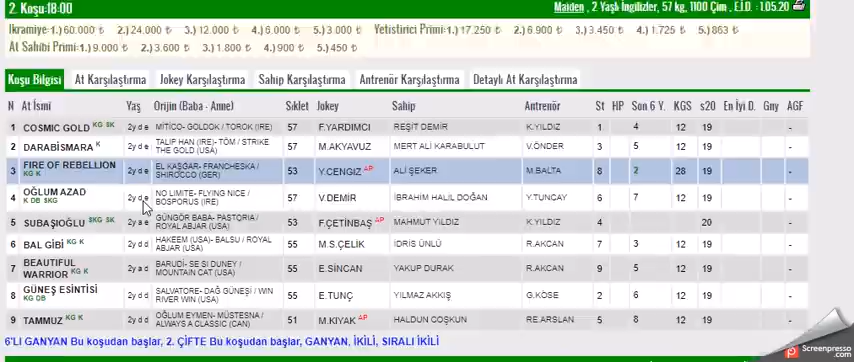 2. Koşu:18:00 Maiden , 2 Yaşlı İngilizler, 57 kg, 1100 Çim , E.İ.D. :1.05.20
İkramiye:1.) 60.000 ₺ 2.) 24.000 ₺ 3.) 12.000 ₺ 4.) 6.000 ₺ 5.) 3.000 ₺ Yetistirici Primi:1.) 17.250 ₺ 2.) 6.900 ₺ 3.) 3.450 ₺ 4.) 1.725 ₺ 5.) 863 ₺
At Sahibi Primi:1.) 9.000 ₺ 2.) 3.600 ₺ 3.) 1.800 ₺ 4.) 900 ₺ 5.) 450 ₺
Koşu Bilgisi At Karşılaştırma Jokey Karşılaştırma Sahip Karşılaştırma Antrenör Karşılaştırma Detaylı At Karşılaştırma
N At İsmi Yaş Orijin (Baba - Anne) Sıklet Jokey Sahip Antrenör St HP Son 6 Y. KGS s20 En İyi D. Gny AGF
1 COSMIC GOLD KG SK 2y d e MİTİCO- GOLDOK / TOROK (IRE) 57 F.YARDIMCI REŞİT DEMİR K.YILDIZ 1 4 12 19 -
2 DARABİSMARA K 2y d e TALIP HAN (IRE)- TÖM / STRIKE THE GOLD (USA) 57 M.AKYAVUZ MERT ALİ KARABULUT V.ÖNDER 3 5 12 19 -
3 FIRE OF REBELLION KG K 2y d e EL KASGAR- FRANCHESKA / SHIROCCO (GER) 53 Y.CENGİZ AP ALİ ŞEKER M.BALTA 8 2 28 19 -
4 OĞLUM AZAD K DB SKG 2y d e NO LIMITE- FLYING NICE / BOSPORUS (IRE) 57 V.DEMİR İBRAHİM HALİL DOĞAN Y.TUNÇAY 6 7 12 19 -
5 SUBAŞIOĞLU SKG SK 2y a e GÜNGÖR BABA- PASTORIA / ROYAL ABJAR (USA) 53 F.ÇETİNBAŞ AP MAHMUT YILDIZ K.YILDIZ 4 20 -
6 BAL GİBİ KG K 2y d d HAKEEM (USA)- BALSU / ROYAL ABJAR (USA) 55 M.S.ÇELİK İDRİS ÜNLÜ R.AKCAN 7 3 12 19 -
7 BEAUTIFUL WARRIOR KG SK 2y a d BARUDİ- SE SI DUNEY / MOUNTAIN CAT (USA) 55 E.SİNCAN YAKUP DURAK R.AKCAN 9 5 12 19 -
8 GÜNEŞ ESİNTİSİ KG DB 2y d d SALVATORE- DAĞ GÜNEŞİ / WIN RIVER WIN (USA) 55 E.TUNÇ YILMAZ AKKIŞ G.KÖSE 2 6 12 19 -
9 TAMMUZ KG K 2y d d OĞLUM EYMEN- MÜSTESNA / ALWAYS A CLASSIC (CAN) 51 M.KIYAK AP HALDUN COŞKUN RE.ARSLAN 5 8 12 19 -
6'LI GANYAN Bu koşudan başlar, 2. ÇİFTE Bu koşudan başlar, GANYAN, İKİLİ, SIRALI İKİLİ
Screenpresso
.com